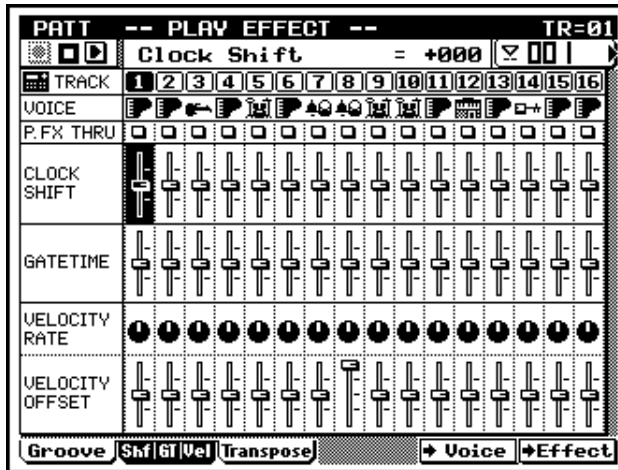 PATT -- PLAY EFFECT -- TR=01
Clock Shift = +000
TRACK 1 2 3 4 5 6 7 8 9 10 11 12 13 14 15 16
VOICE
P.FX THRU
CLOCK
SHIFT
GATETIME
VELOCITY
RATE
VELOCITY
OFFSET
Groove Shf GT Vel Transpose → Voice →Effect